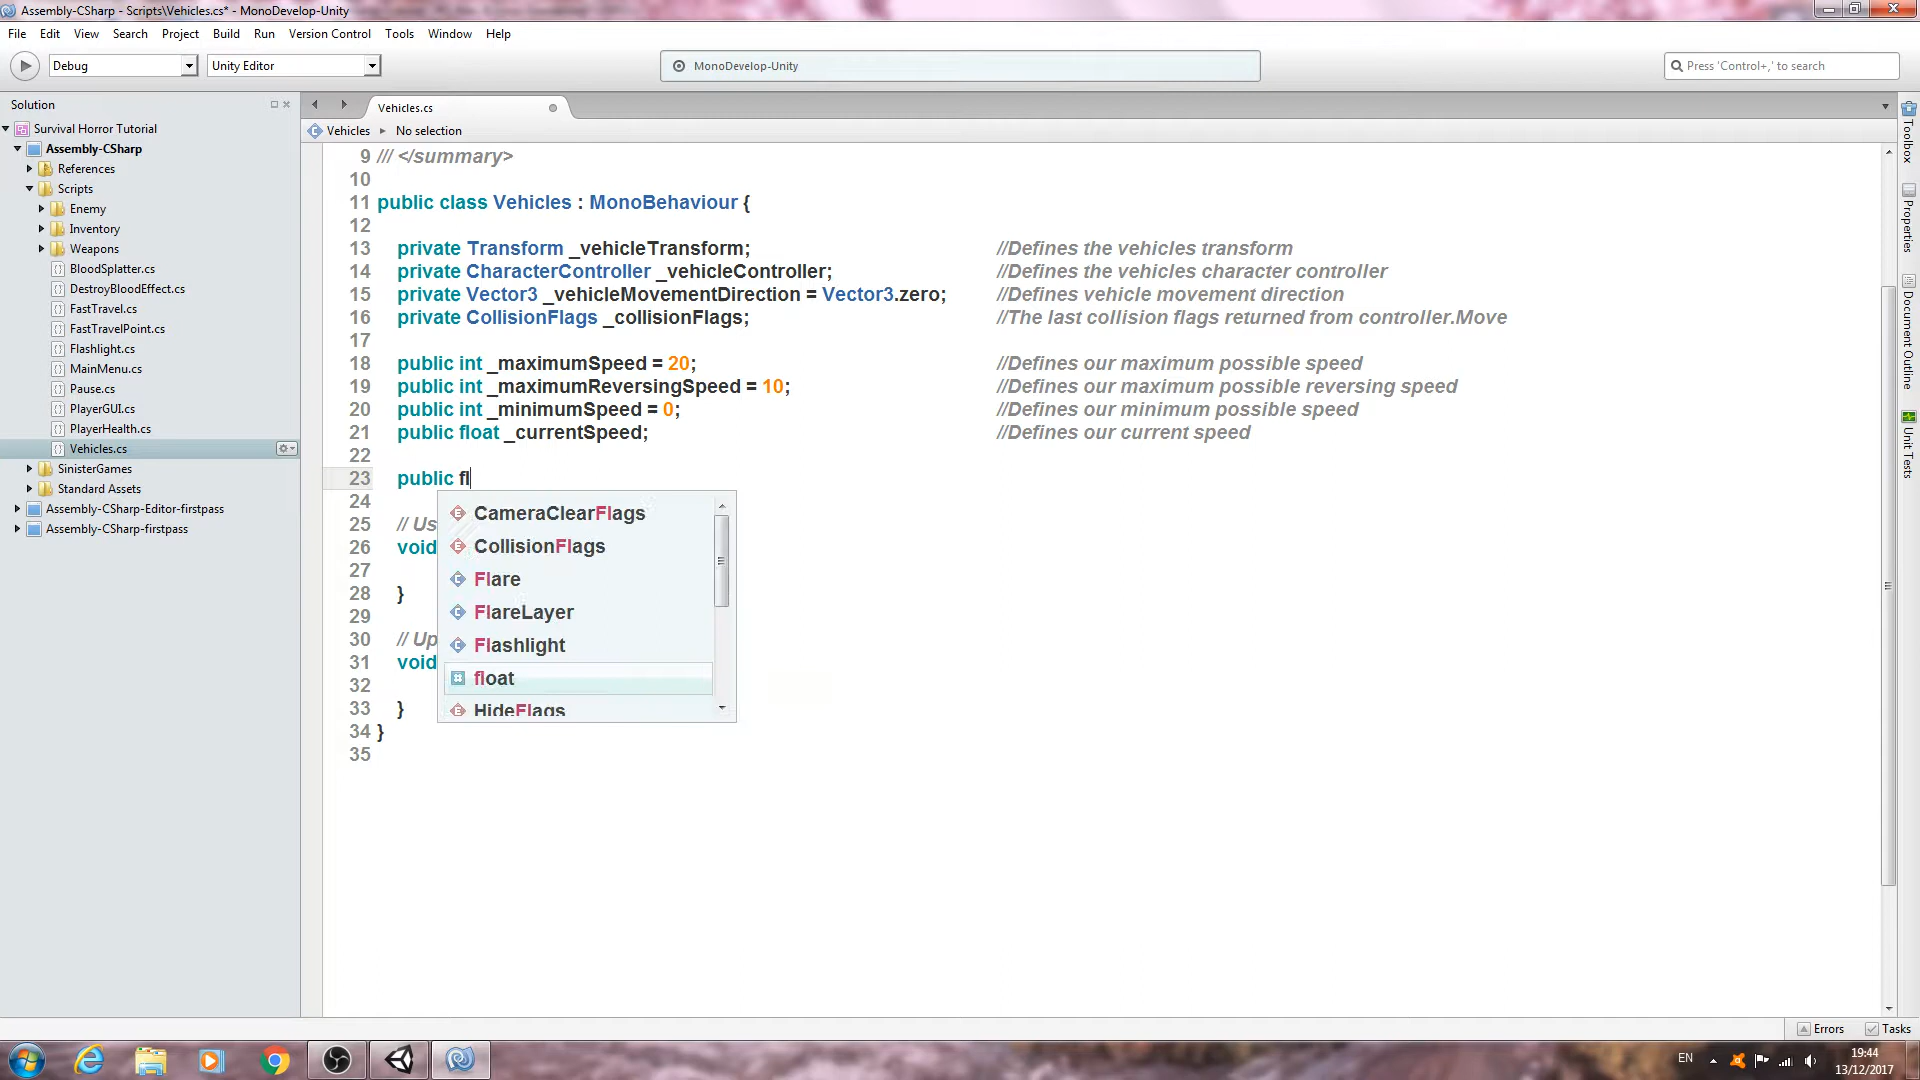 Assembly-CSharp - Scripts\Vehicles.cs* - MonoDevelop-Unity
File Edit View Search Project Build Run Version Control Tools Window Help
Debug Unity Editor MonoDevelop-Unity Press 'Control+,' to search
Solution
Survival Horror Tutorial
Assembly-CSharp
References
Scripts
Enemy
Inventory
Weapons
BloodSplatter.cs
DestroyBloodEffect.cs
FastTravel.cs
FastTravelPoint.cs
Flashlight.cs
MainMenu.cs
Pause.cs
PlayerGUI.cs
PlayerHealth.cs
Vehicles.cs
SinisterGames
Standard Assets
Assembly-CSharp-Editor-firstpass
Assembly-CSharp-firstpass
Vehicles.cs
Vehicles No selection
9 /// </summary>
10
11 public class Vehicles : MonoBehaviour {
12
13 private Transform _vehicleTransform; //Defines the vehicles transform
14 private CharacterController _vehicleController; //Defines the vehicles character controller
15 private Vector3 _vehicleMovementDirection = Vector3.zero; //Defines vehicle movement direction
16 private CollisionFlags _collisionFlags; //The last collision flags returned from controller.Move
17
18 public int _maximumSpeed = 20; //Defines our maximum possible speed
19 public int _maximumReversingSpeed = 10; //Defines our maximum possible reversing speed
20 public int _minimumSpeed = 0; //Defines our minimum possible speed
21 public float _currentSpeed; //Defines our current speed
22
23 public fl
24
25 // Us
26 void
27
28 }
29
30 // Up
31 void
32
33 }
34 }
35
CameraClearFlags
CollisionFlags
Flare
FlareLayer
Flashlight
float
HideFlags
Toolbox
Properties
Document Outline
Unit Tests
Errors Tasks
EN
19:44
13/12/2017